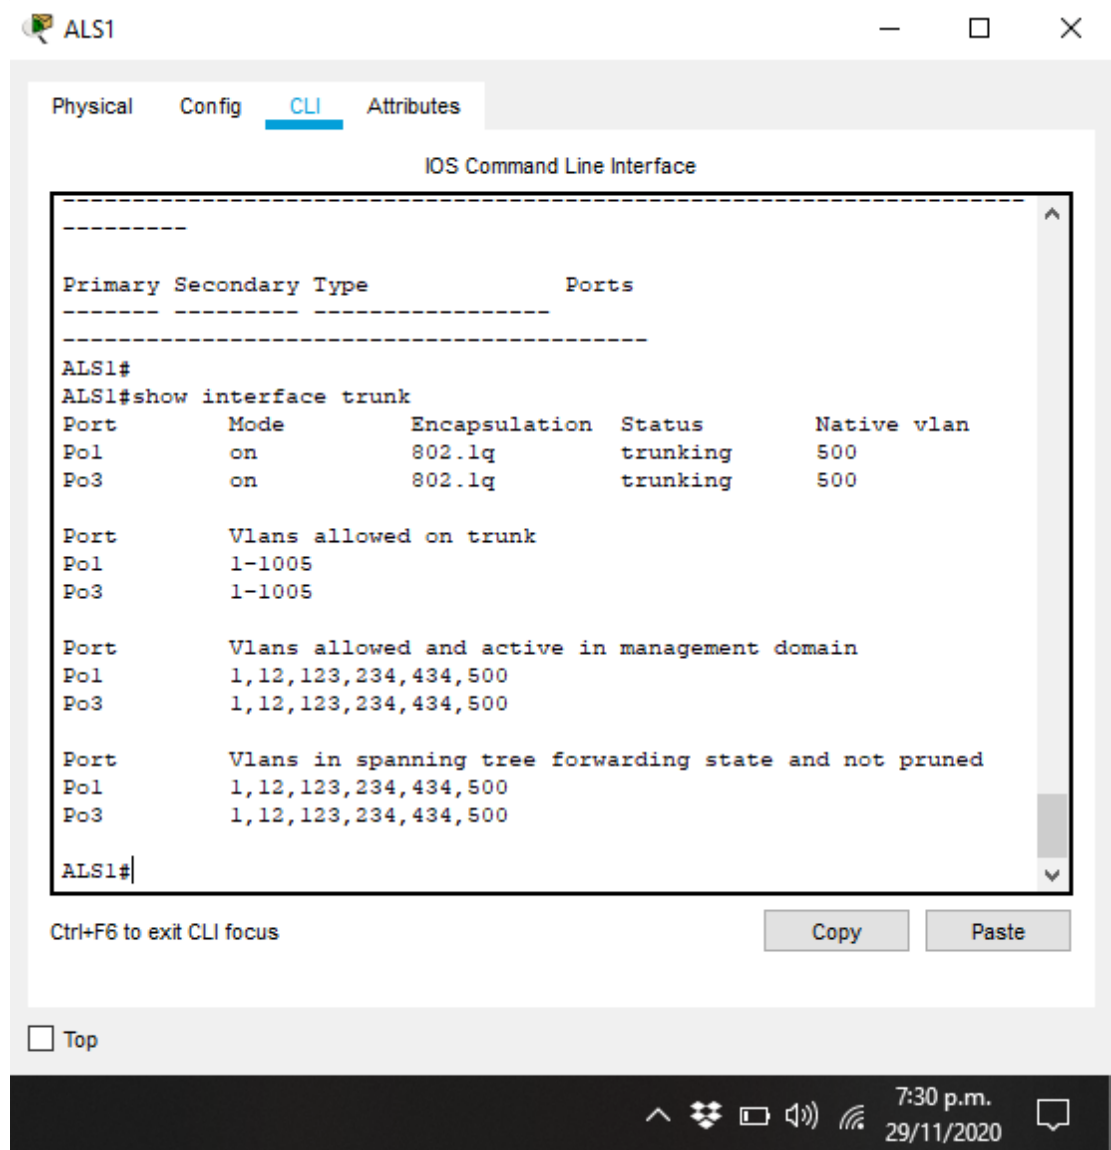 ALS1
Physical Config CLI Attributes
IOS Command Line Interface
---------------------------------------------------------------------
---------
Primary Secondary Type              Ports
------- --------- -----------------
------------------------------------------
ALS1#
ALS1#show interface trunk
Port        Mode         Encapsulation  Status        Native vlan
Po1         on           802.1q         trunking      500
Po3         on           802.1q         trunking      500
Port        Vlans allowed on trunk
Po1         1-1005
Po3         1-1005
Port        Vlans allowed and active in management domain
Po1         1,12,123,234,434,500
Po3         1,12,123,234,434,500
Port        Vlans in spanning tree forwarding state and not pruned
Po1         1,12,123,234,434,500
Po3         1,12,123,234,434,500
ALS1#
Ctrl+F6 to exit CLI focus
Copy Paste
Top
7:30 p.m.
29/11/2020